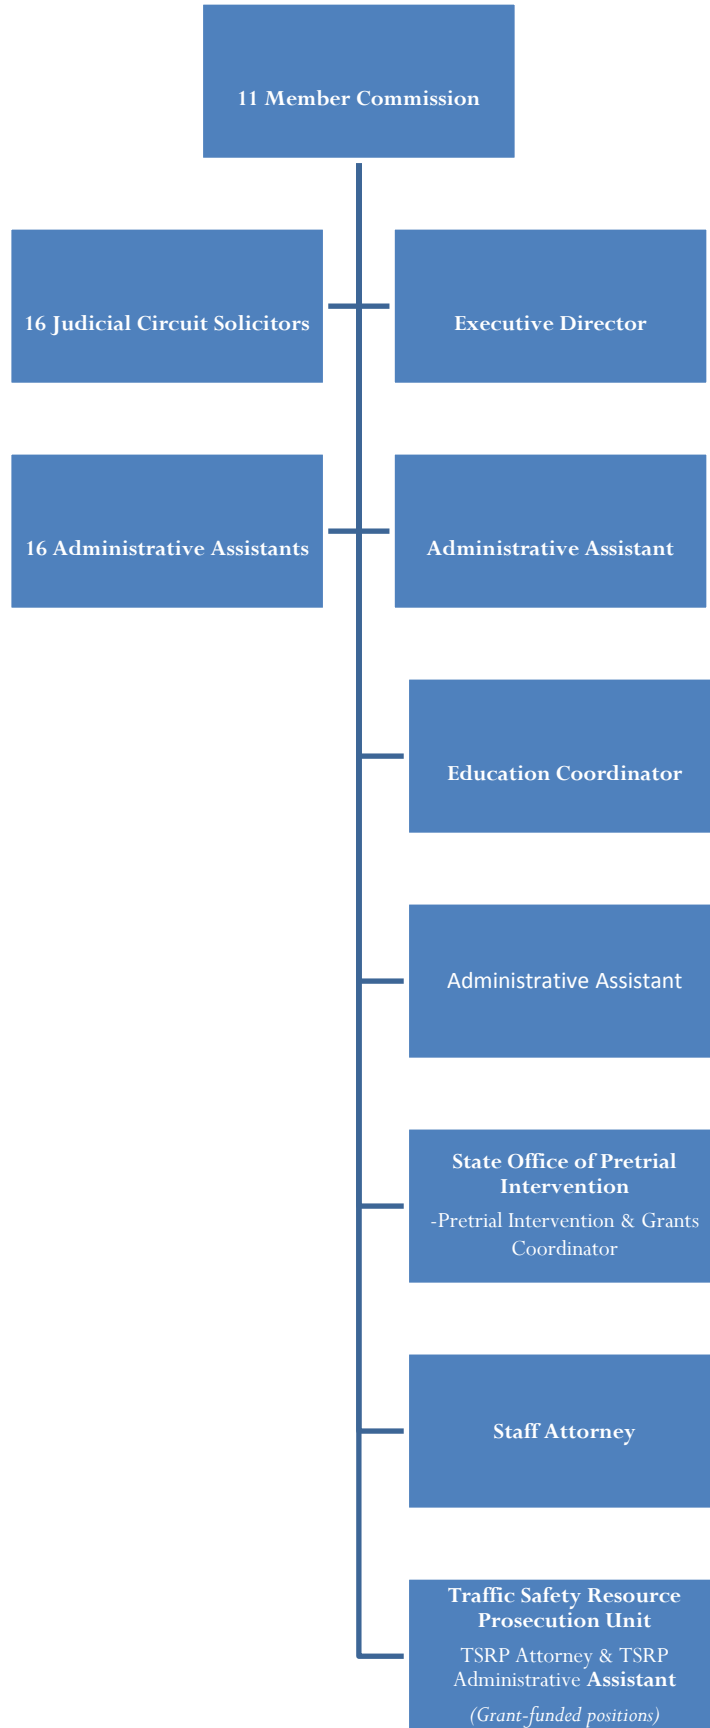 11 Member Commission
16 Judicial Circuit Solicitors
Executive Director
16 Administrative Assistants
Administrative Assistant
Education Coordinator
Administrative Assistant
State Office of Pretrial
Intervention
-Pretrial Intervention & Grants
Coordinator
Staff Attorney
Traffic Safety Resource
Prosecution Unit
TSRP Attorney & TSRP
Administrative Assistant
(Grant-funded positions)